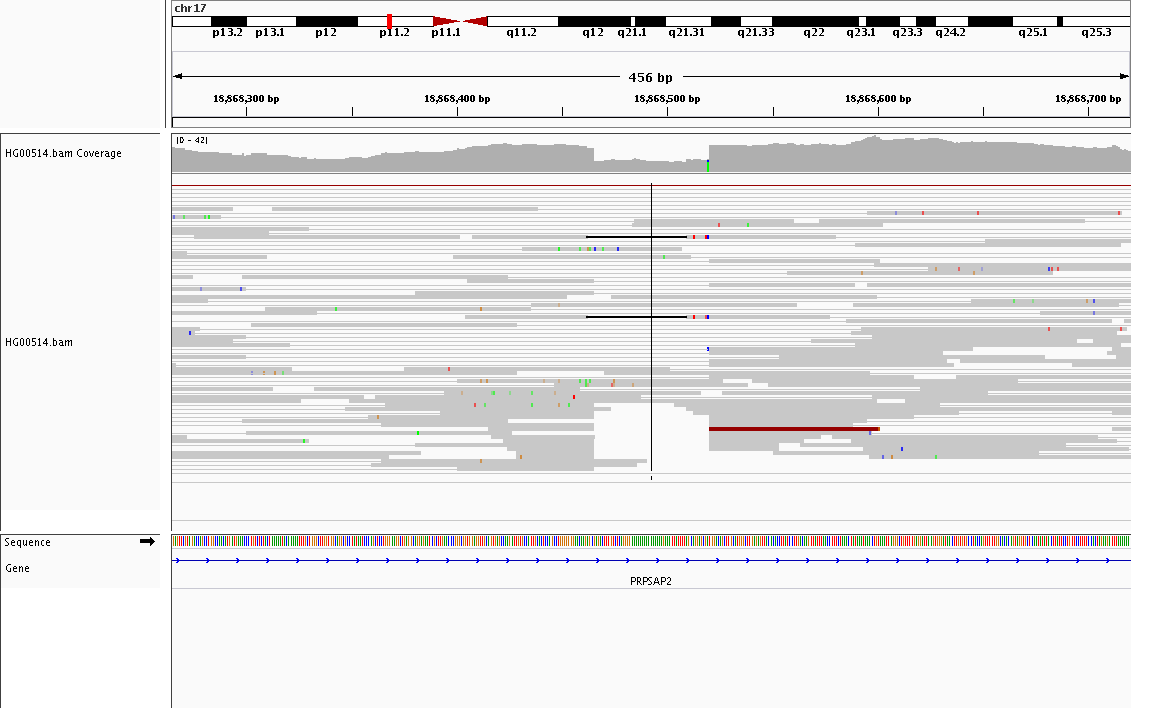 chr17
p13.2 p13.1 p12 p11.2 p11.1 q11.2 q12 q21.1 q21.31 q21.33 q22 q23.1 q23.3 q24.2 q25.1 q25.3
456 bp
18,868,300 bp 18,868,400 bp 18,868,500 bp 18,868,600 bp 18,868,700 bp
[0 - 42]
HG00514.bam Coverage
HG00514.bam
Sequence
Gene
PRPSAP2